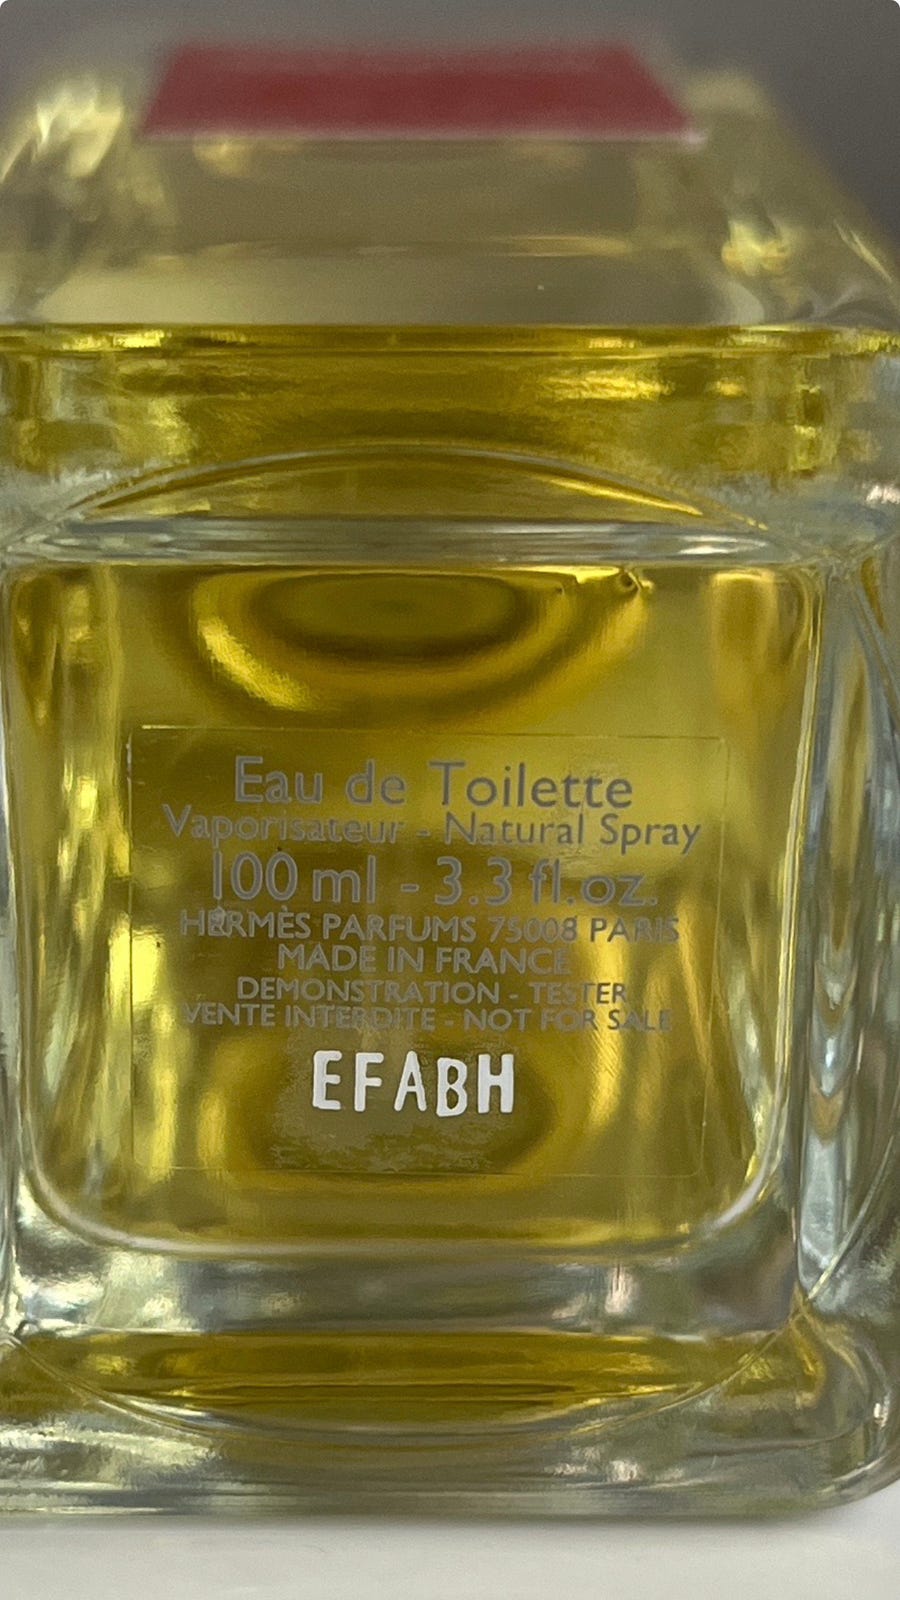 Eau de Toilette
Vaporisateur - Natural Spray
100 ml - 3.3 fl.oz.
HERMÈS PARFUMS 75008 PARIS
MADE IN FRANCE
DEMONSTRATION - TESTER
VENTE INTERDITE - NOT FOR SALE
EFABH